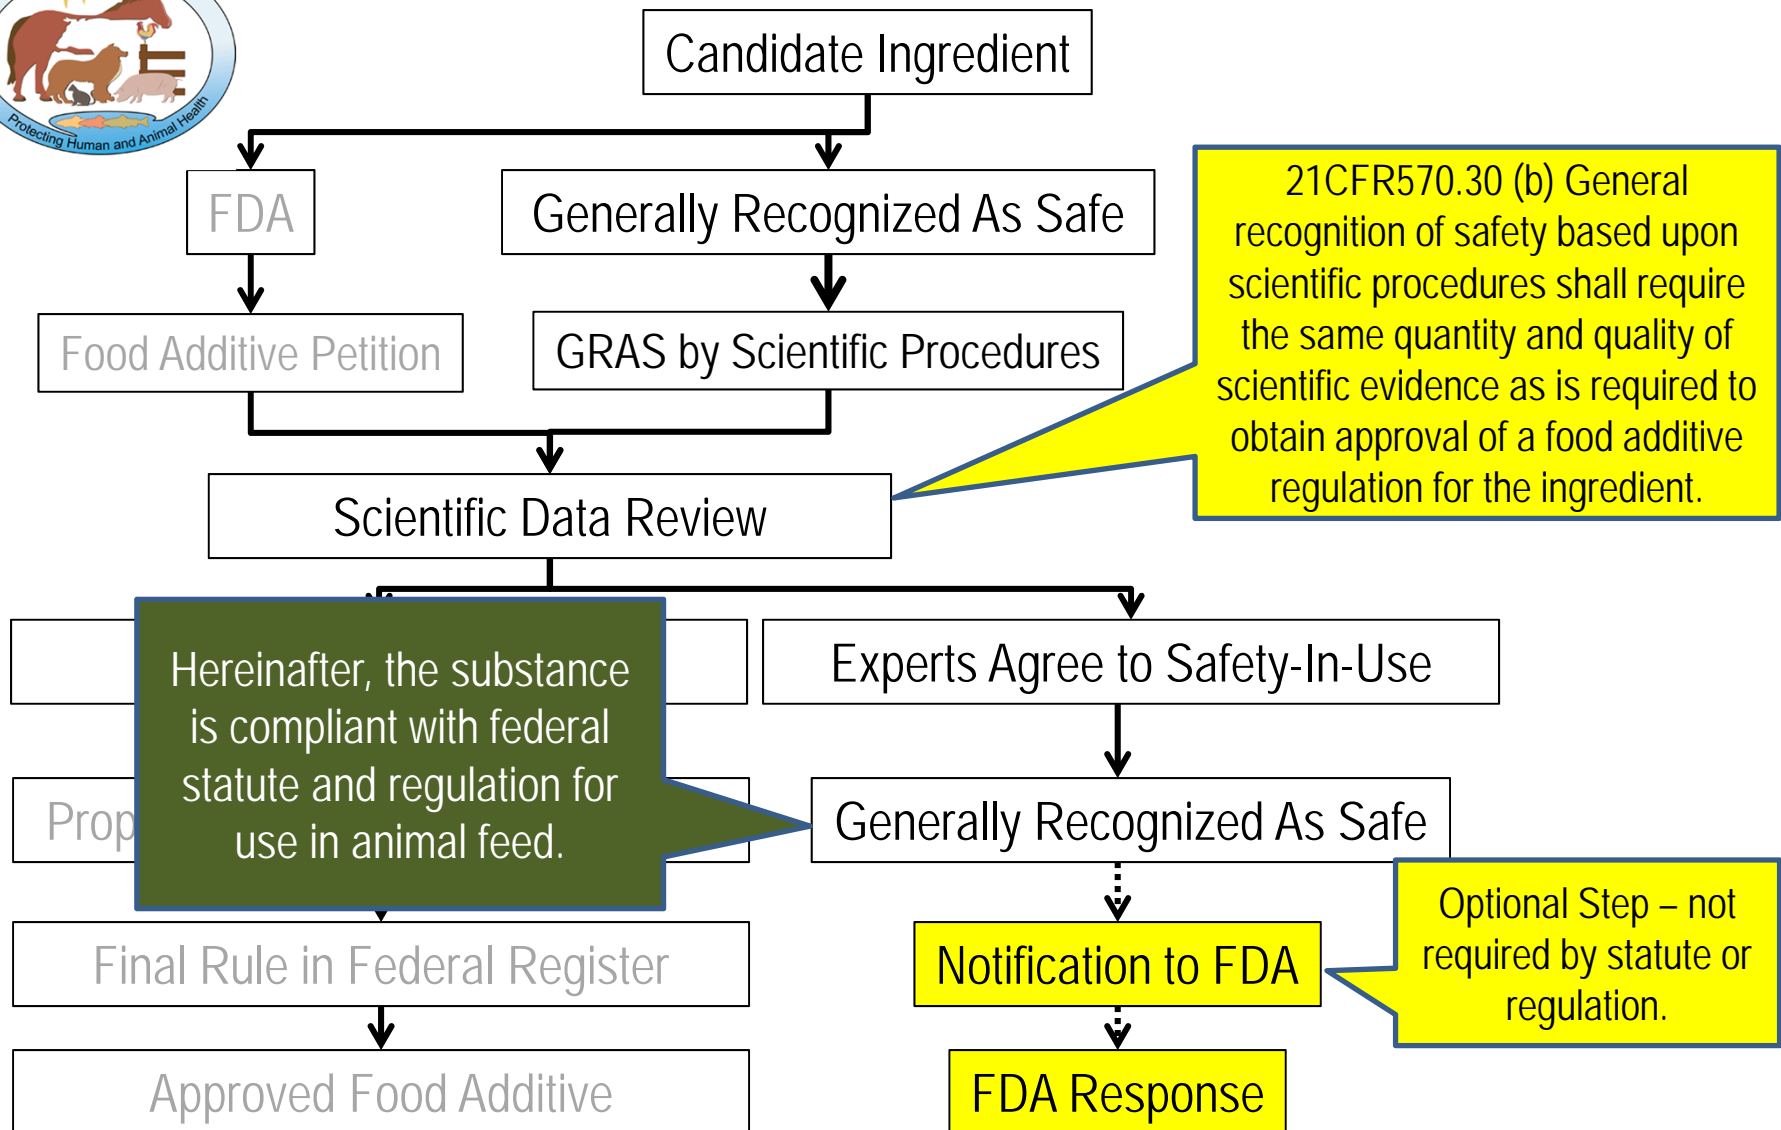 Protecting Human and Animal Health
Candidate Ingredient
FDA
Generally Recognized As Safe
21CFR570.30 (b) General
recognition of safety based upon
scientific procedures shall require
the same quantity and quality of
scientific evidence as is required to
obtain approval of a food additive
regulation for the ingredient.
Food Additive Petition
GRAS by Scientific Procedures
Scientific Data Review
Hereinafter, the substance
is compliant with federal
statute and regulation for
use in animal feed.
Experts Agree to Safety-In-Use
Generally Recognized As Safe
Final Rule in Federal Register
Notification to FDA
Optional Step – not
required by statute or
regulation.
Approved Food Additive
FDA Response